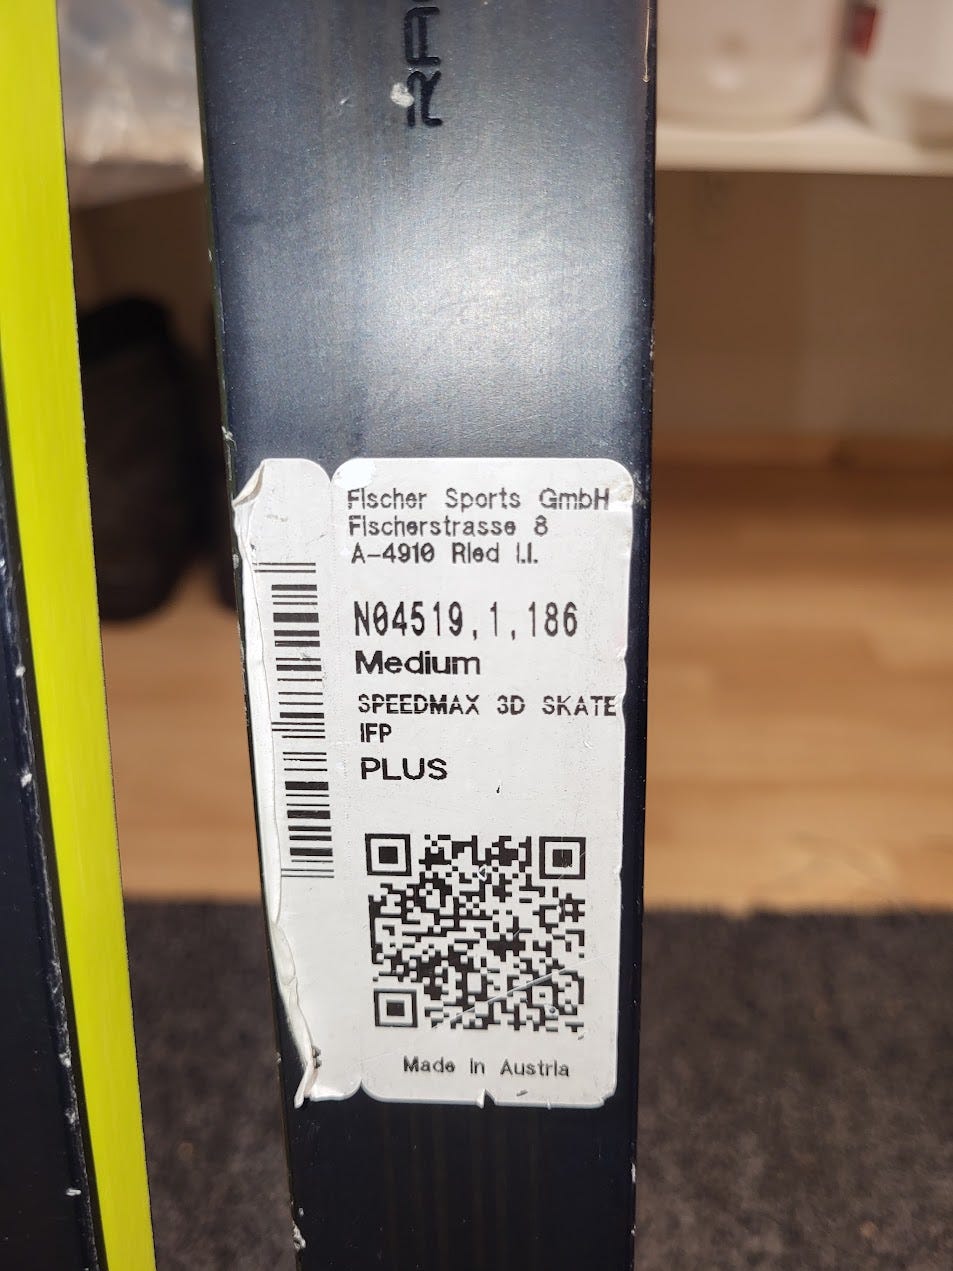 Fischer Sports GmbH
Fischerstrasse 8
A-4910 Ried I.I.
N04519,1,186
Medium
SPEEDMAX 3D SKATE
IFP
PLUS
Made In Austria